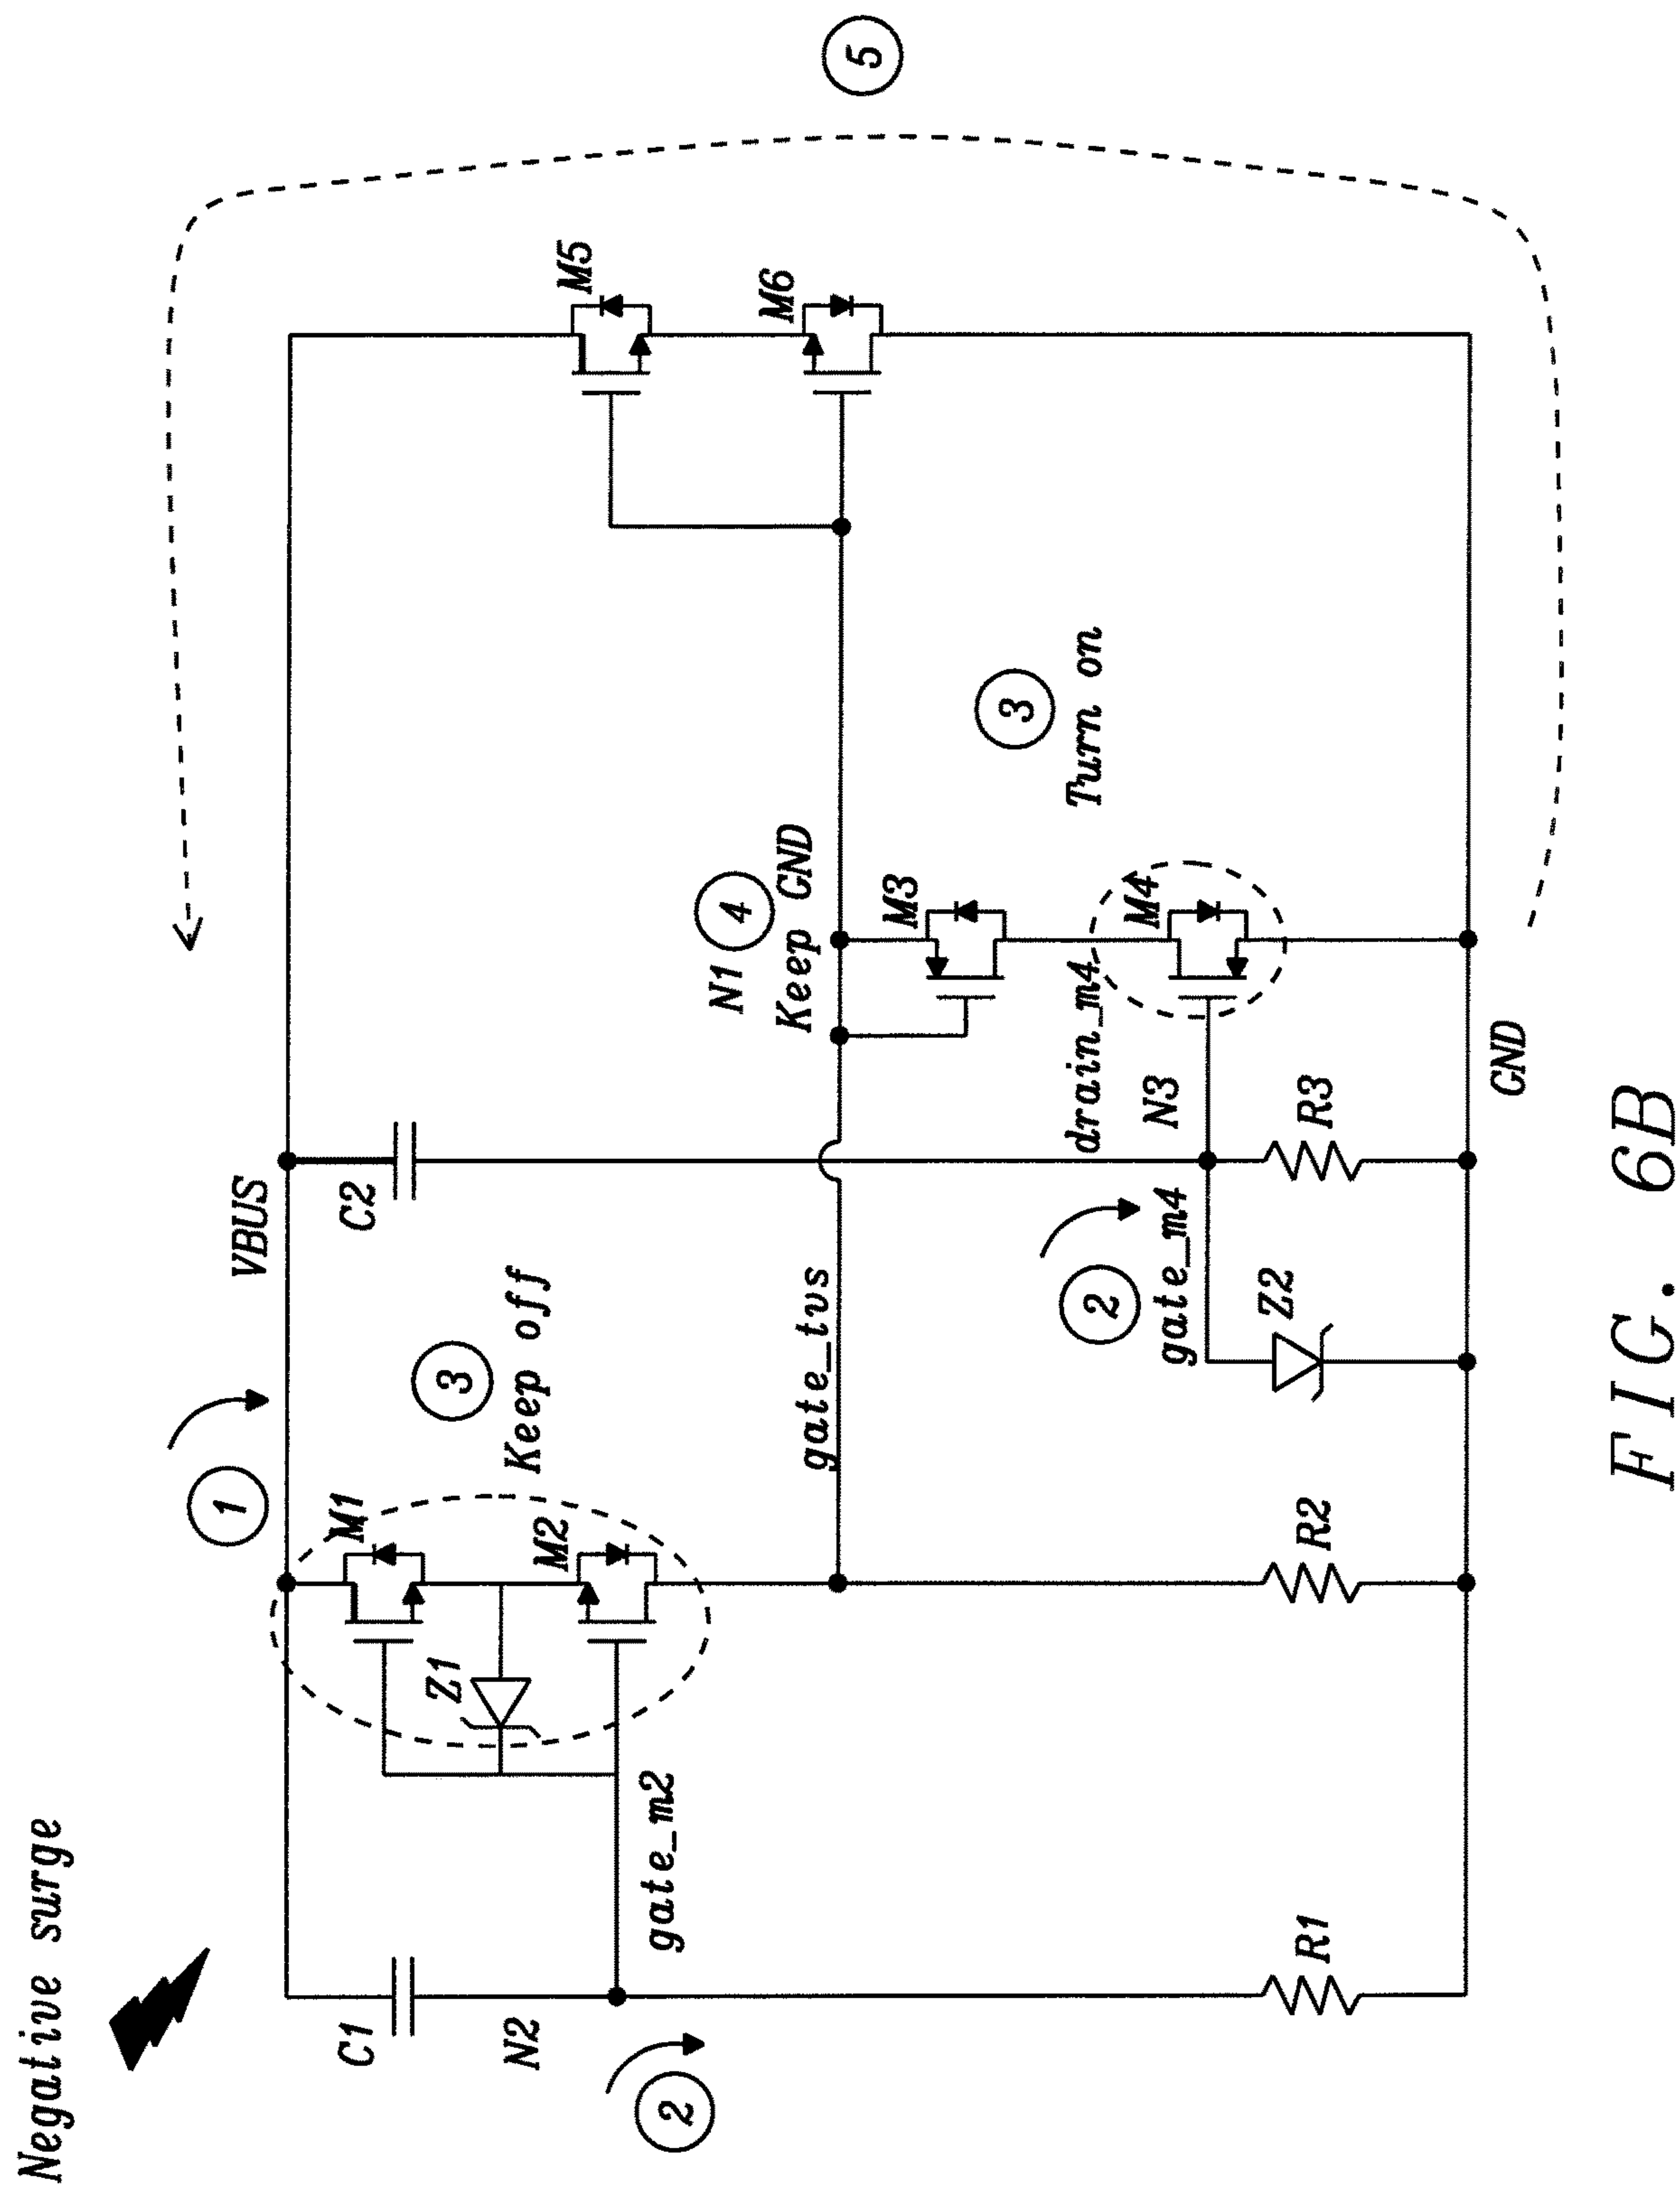 Negative surge
1
VBUS
5
C1
N2
2
gate_m2
M1
Z1
M2
3
Keep off
C2
gate_tvs
N1
4
Keep GND
M3
drain_m4
M4
3
Turn on
M5
M6
2
gate_m4
N3
Z2
R1
R2
R3
GND
FIG. 6B